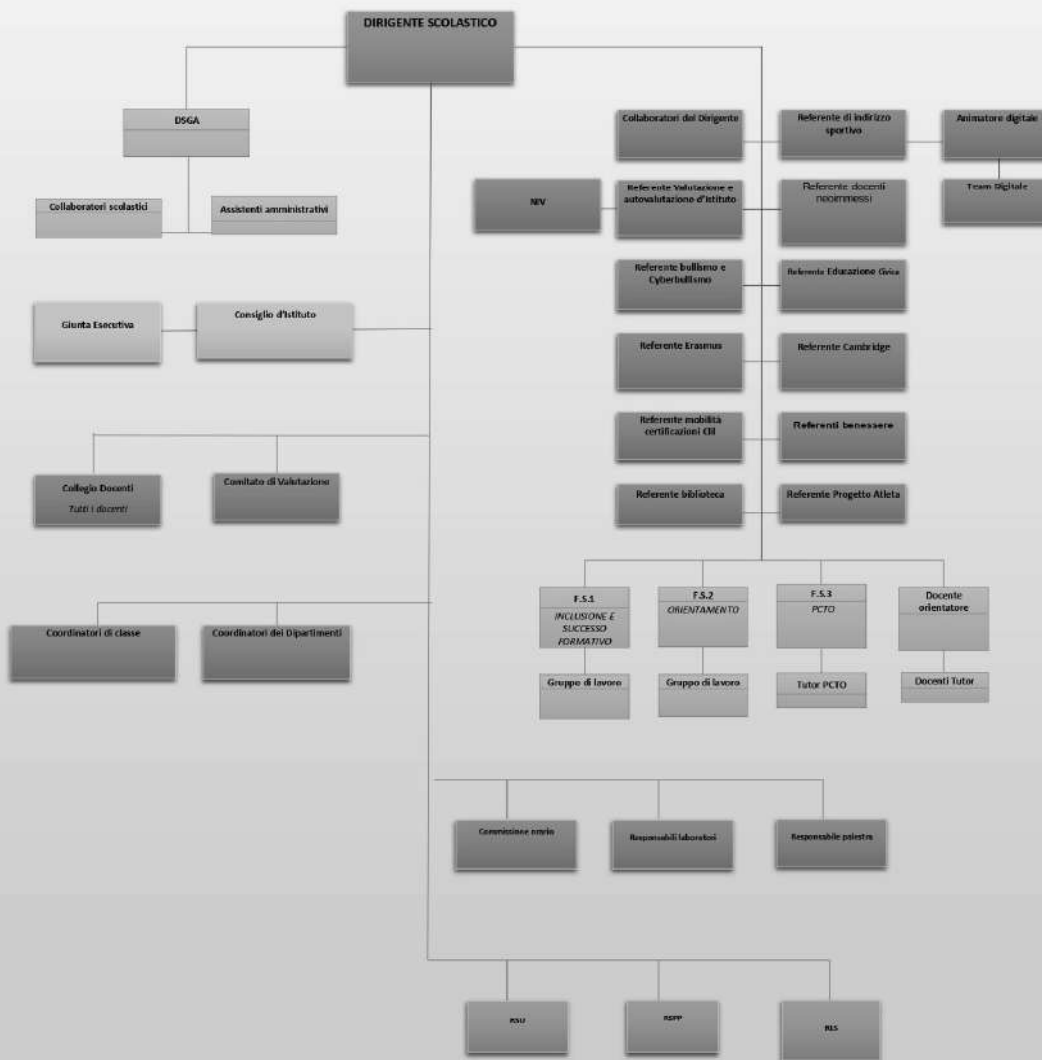 DIRIGENTE SCOLASTICO
DSGA
Collaboratori scolastici
Assistenti amministrativi
Giunta Esecutiva
Consiglio d'Istituto
Collegio Docenti
Tutti i docenti
Comitato di Valutazione
Coordinatori di classe
Coordinatori dei Dipartimenti
Collaboratori del Dirigente
Referente di indirizzo
sportivo
Animatore digitale
NIV
Referente Valutazione e
autovalutazione d'Istituto
Referente docenti
neoimmessi
Team Digitale
Referente bullismo e
Cyberbullismo
Referente Educazione Civica
Referente Erasmus
Referente Cambridge
Referente mobilità
certificazioni Clil
Referenti benessere
Referente biblioteca
Referente Progetto Atleta
F.S.1
INCLUSIONE E
SUCCESSO
FORMATIVO
F.S.2
ORIENTAMENTO
F.S.3
PCTO
Docente
orientatore
Gruppo di lavoro
Gruppo di lavoro
Tutor PCTO
Docenti Tutor
Commissione orario
Responsabili laboratori
Responsabile palestra
RSU
RSPP
RLS